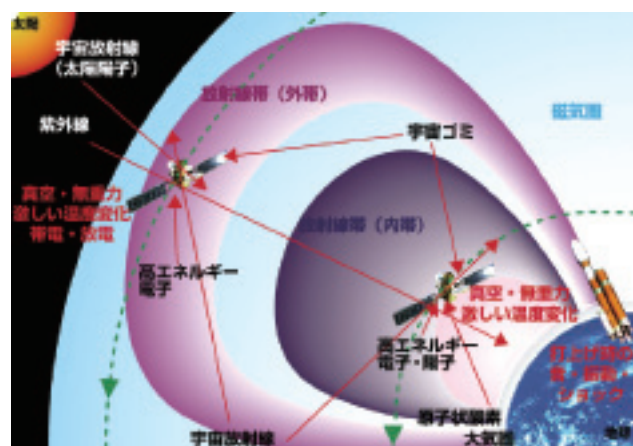 太陽
宇宙放射線
(太陽陽子)
放射線帯(外帯)
磁気圏
紫外線
宇宙ゴミ
真空・無重力
激しい温度変化
帯電・放電
放射線帯(内帯)
高エネルギー
電子
真空・無重力
激しい温度変化
高エネルギー
電子・陽子
打上げ時の
音・振動・
ショック
原子状酸素
宇宙放射線
大気圏
地球